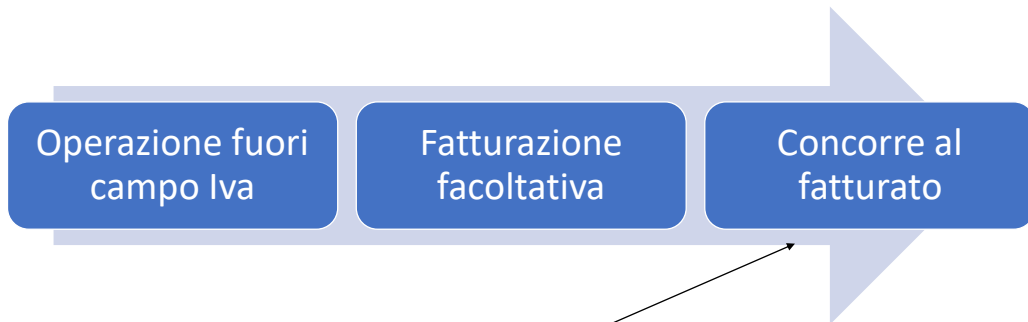 Operazione fuori
campo Iva
Fatturazione
facoltativa
Concorre al
fatturato